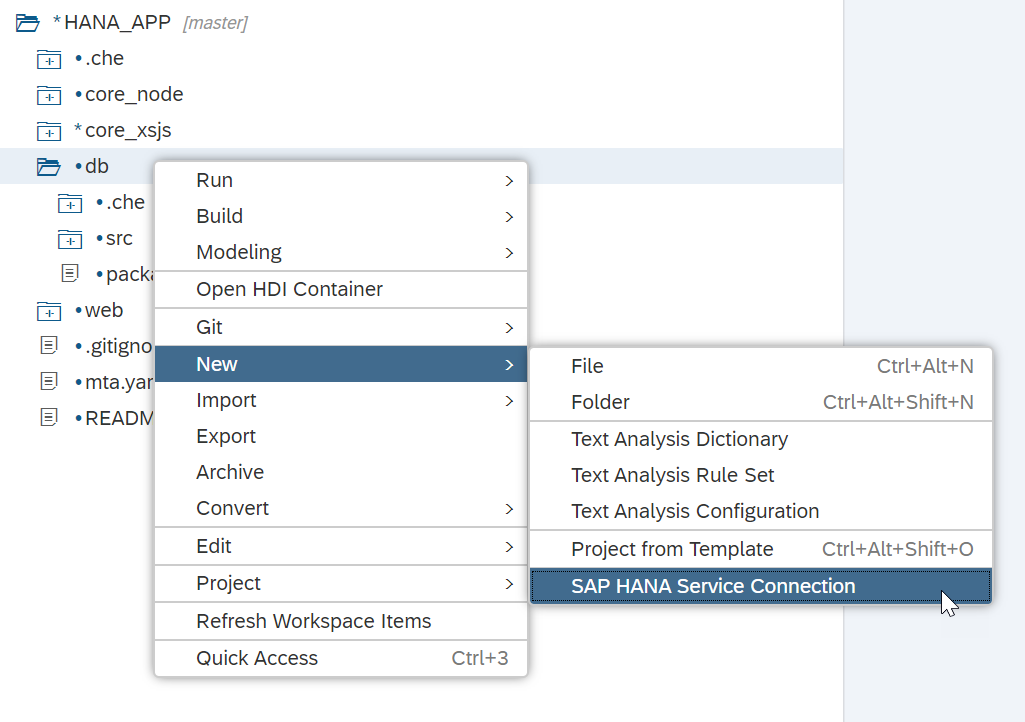 *HANA_APP [master]
•.che
•core_node
*core_xsjs
•db
•.che
•src
•packa
•web
•.gitigno
•mta.yam
•READM
Run
Build
Modeling
Open HDI Container
Git
New
Import
Export
Archive
Convert
Edit
Project
Refresh Workspace Items
Quick Access Ctrl+3
File Ctrl+Alt+N
Folder Ctrl+Alt+Shift+N
Text Analysis Dictionary
Text Analysis Rule Set
Text Analysis Configuration
Project from Template Ctrl+Alt+Shift+O
SAP HANA Service Connection